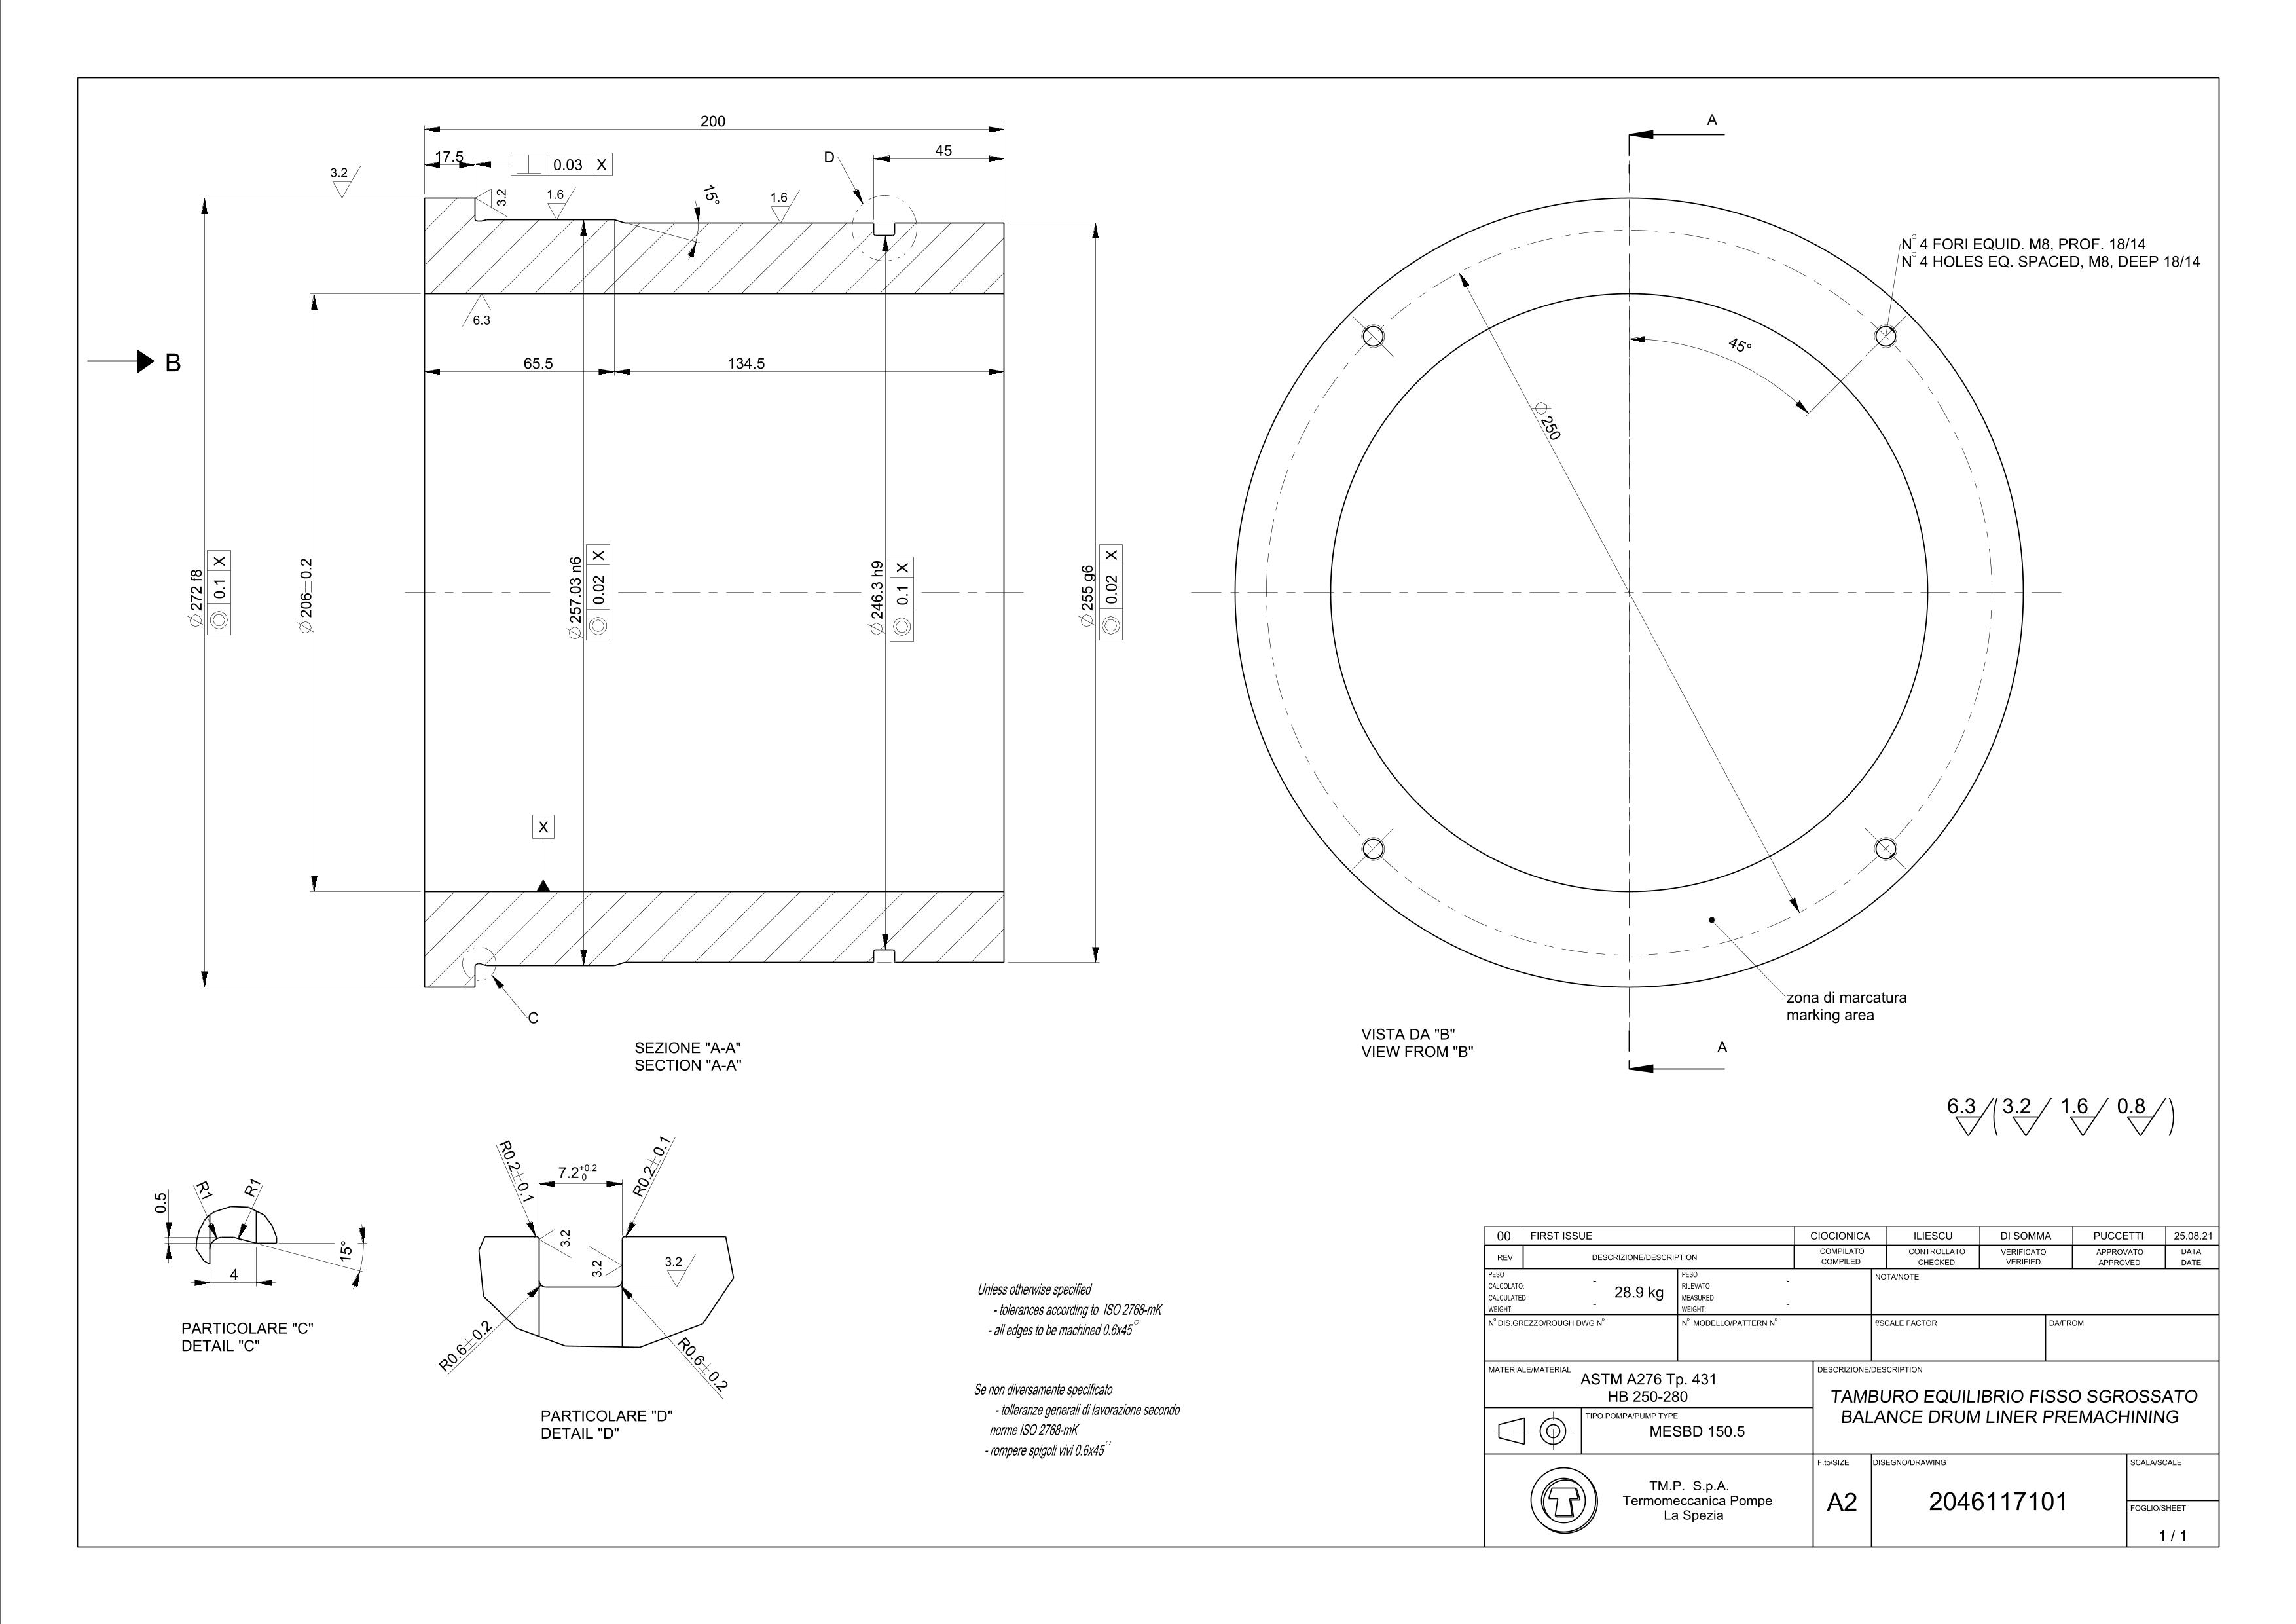 200
17.5
⊥ 0.03 X
D
45
3.2
3.2
1.6
15°
1.6
6.3
B
65.5
134.5
⌀ 272 f8
◎ 0.1 X
⌀ 206±0.2
⌀ 257.03 n6
◎ 0.02 X
⌀ 246.3 h9
◎ 0.1 X
⌀ 255 g6
◎ 0.02 X
X
C
SEZIONE "A-A"
SECTION "A-A"
A
N° 4 FORI EQUID. M8, PROF. 18/14
N° 4 HOLES EQ. SPACED, M8, DEEP 18/14
45°
⌀ 250
zona di marcatura
marking area
VISTA DA "B"
VIEW FROM "B"
A
6.3 ( 3.2 1.6 0.8 )
0.5
R1
R1
15°
4
PARTICOLARE "C"
DETAIL "C"
R0.2±0.1
7.2 +0.2 0
R0.2±0.1
3.2
3.2
3.2
R0.6±0.2
R0.6±0.2
PARTICOLARE "D"
DETAIL "D"
Unless otherwise specified
- tolerances according to ISO 2768-mK
- all edges to be machined 0.6x45°
Se non diversamente specificato
- tolleranze generali di lavorazione secondo
norme ISO 2768-mK
- rompere spigoli vivi 0.6x45°
00 FIRST ISSUE CIOCIONICA ILIESCU DI SOMMA PUCCETTI 25.08.21
REV DESCRIZIONE/DESCRIPTION COMPILATO CONTROLLATO VERIFICATO APPROVATO DATA
COMPILED CHECKED VERIFIED APPROVED DATE
PESO
CALCOLATO: -
CALCULATED
WEIGHT: -
28.9 kg
PESO
RILEVATO -
MEASURED
WEIGHT: -
NOTA/NOTE
N° DIS.GREZZO/ROUGH DWG N°
N° MODELLO/PATTERN N°
f/SCALE FACTOR
DA/FROM
MATERIALE/MATERIAL
ASTM A276 Tp. 431
HB 250-280
DESCRIZIONE/DESCRIPTION
TAMBURO EQUILIBRIO FISSO SGROSSATO
BALANCE DRUM LINER PREMACHINING
TIPO POMPA/PUMP TYPE
MESBD 150.5
T
TM.P. S.p.A.
Termomeccanica Pompe
La Spezia
F.to/SIZE
A2
DISEGNO/DRAWING
2046117101
SCALA/SCALE
FOGLIO/SHEET
1 / 1